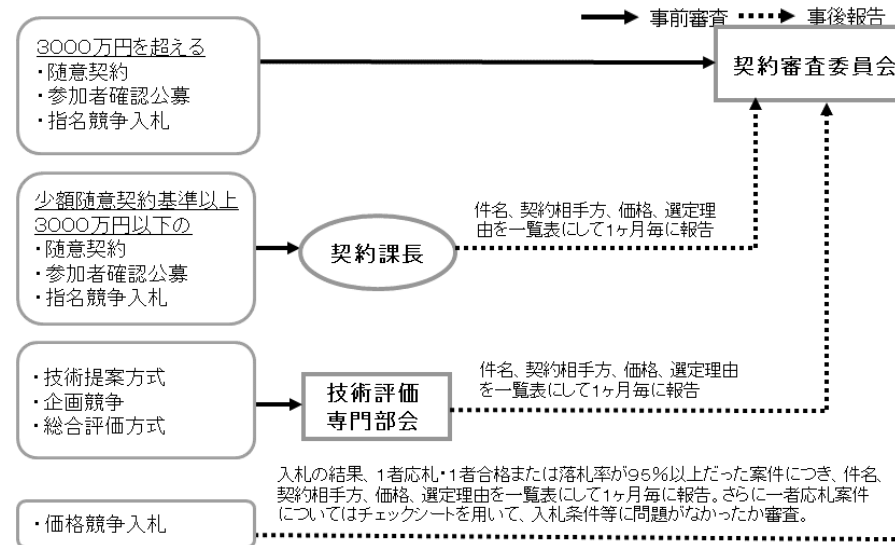 事前審査 事後報告
3000万円を超える
・随意契約
・参加者確認公募
・指名競争入札
契約審査委員会
少額随意契約基準以上
3000万円以下の
・随意契約
・参加者確認公募
・指名競争入札
契約課長
件名、契約相手方、価格、選定理
由を一覧表にして1ヶ月毎に報告
・技術提案方式
・企画競争
・総合評価方式
技術評価
専門部会
件名、契約相手方、価格、選定理由
を一覧表にして1ヶ月毎に報告
入札の結果、1者応札・1者合格または落札率が95%以上だった案件につき、件名、
契約相手方、価格、選定理由を一覧表にして1ヶ月毎に報告。さらに一者応札案件
についてはチェックシートを用いて、入札条件等に問題がなかったか審査。
・価格競争入札